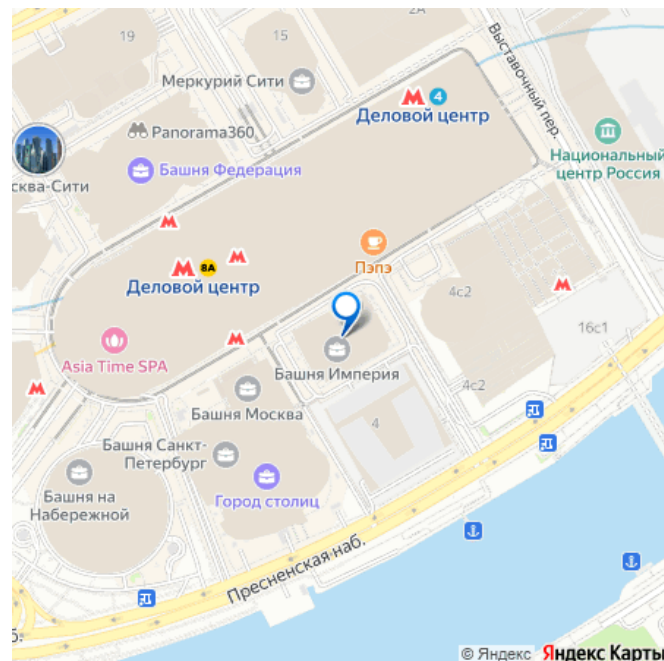 2А
19
15
Меркурий Сити
4
Деловой центр
Выставочный пер.
Panorama360
Национальный
центр Россия
сква-Сити
Башня Федерация
Пэпэ
8А
Деловой центр
4с2
16с1
Asia Time SPA
Башня Империя
4с2
Башня Москва
4
Башня Санкт-
Петербург
Башня на
Набережной
Город столиц
Пресненская наб.
б.
© Яндекс Яндекс Карты